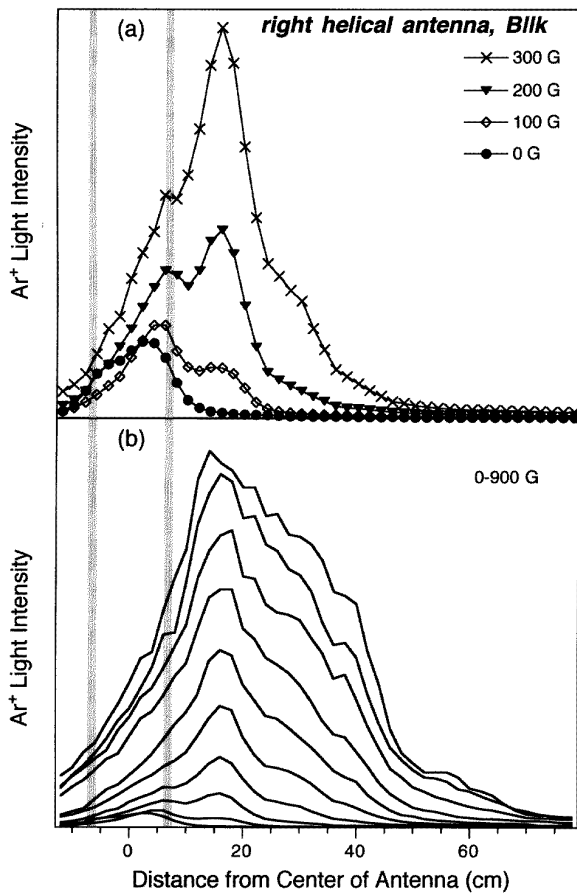 (a)
right helical antenna, B||k
300 G
200 G
100 G
0 G
Ar+ Light Intensity
(b)
0-900 G
Ar+ Light Intensity
0
20
40
60
Distance from Center of Antenna (cm)